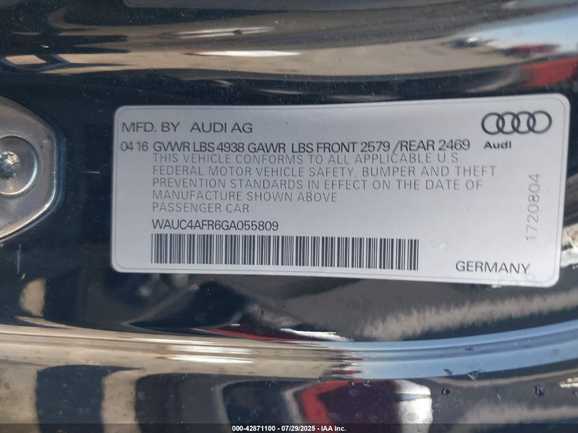 MFD. BY AUDI AG
04 16 GVWR LBS 4938 GAWR LBS FRONT 2579 /REAR 2469
THIS VEHICLE CONFORMS TO ALL APPLICABLE U.S
FEDERAL MOTOR VEHICLE SAFETY, BUMPER AND THEFT
PREVENTION STANDARDS IN EFFECT ON THE DATE OF
MANUFACTURE SHOWN ABOVE
PASSENGER CAR
WAUC4AFR6GA055809
Audi
1720804
GERMANY
000-42871100 | 07/29/2025 | IAA, Inc.